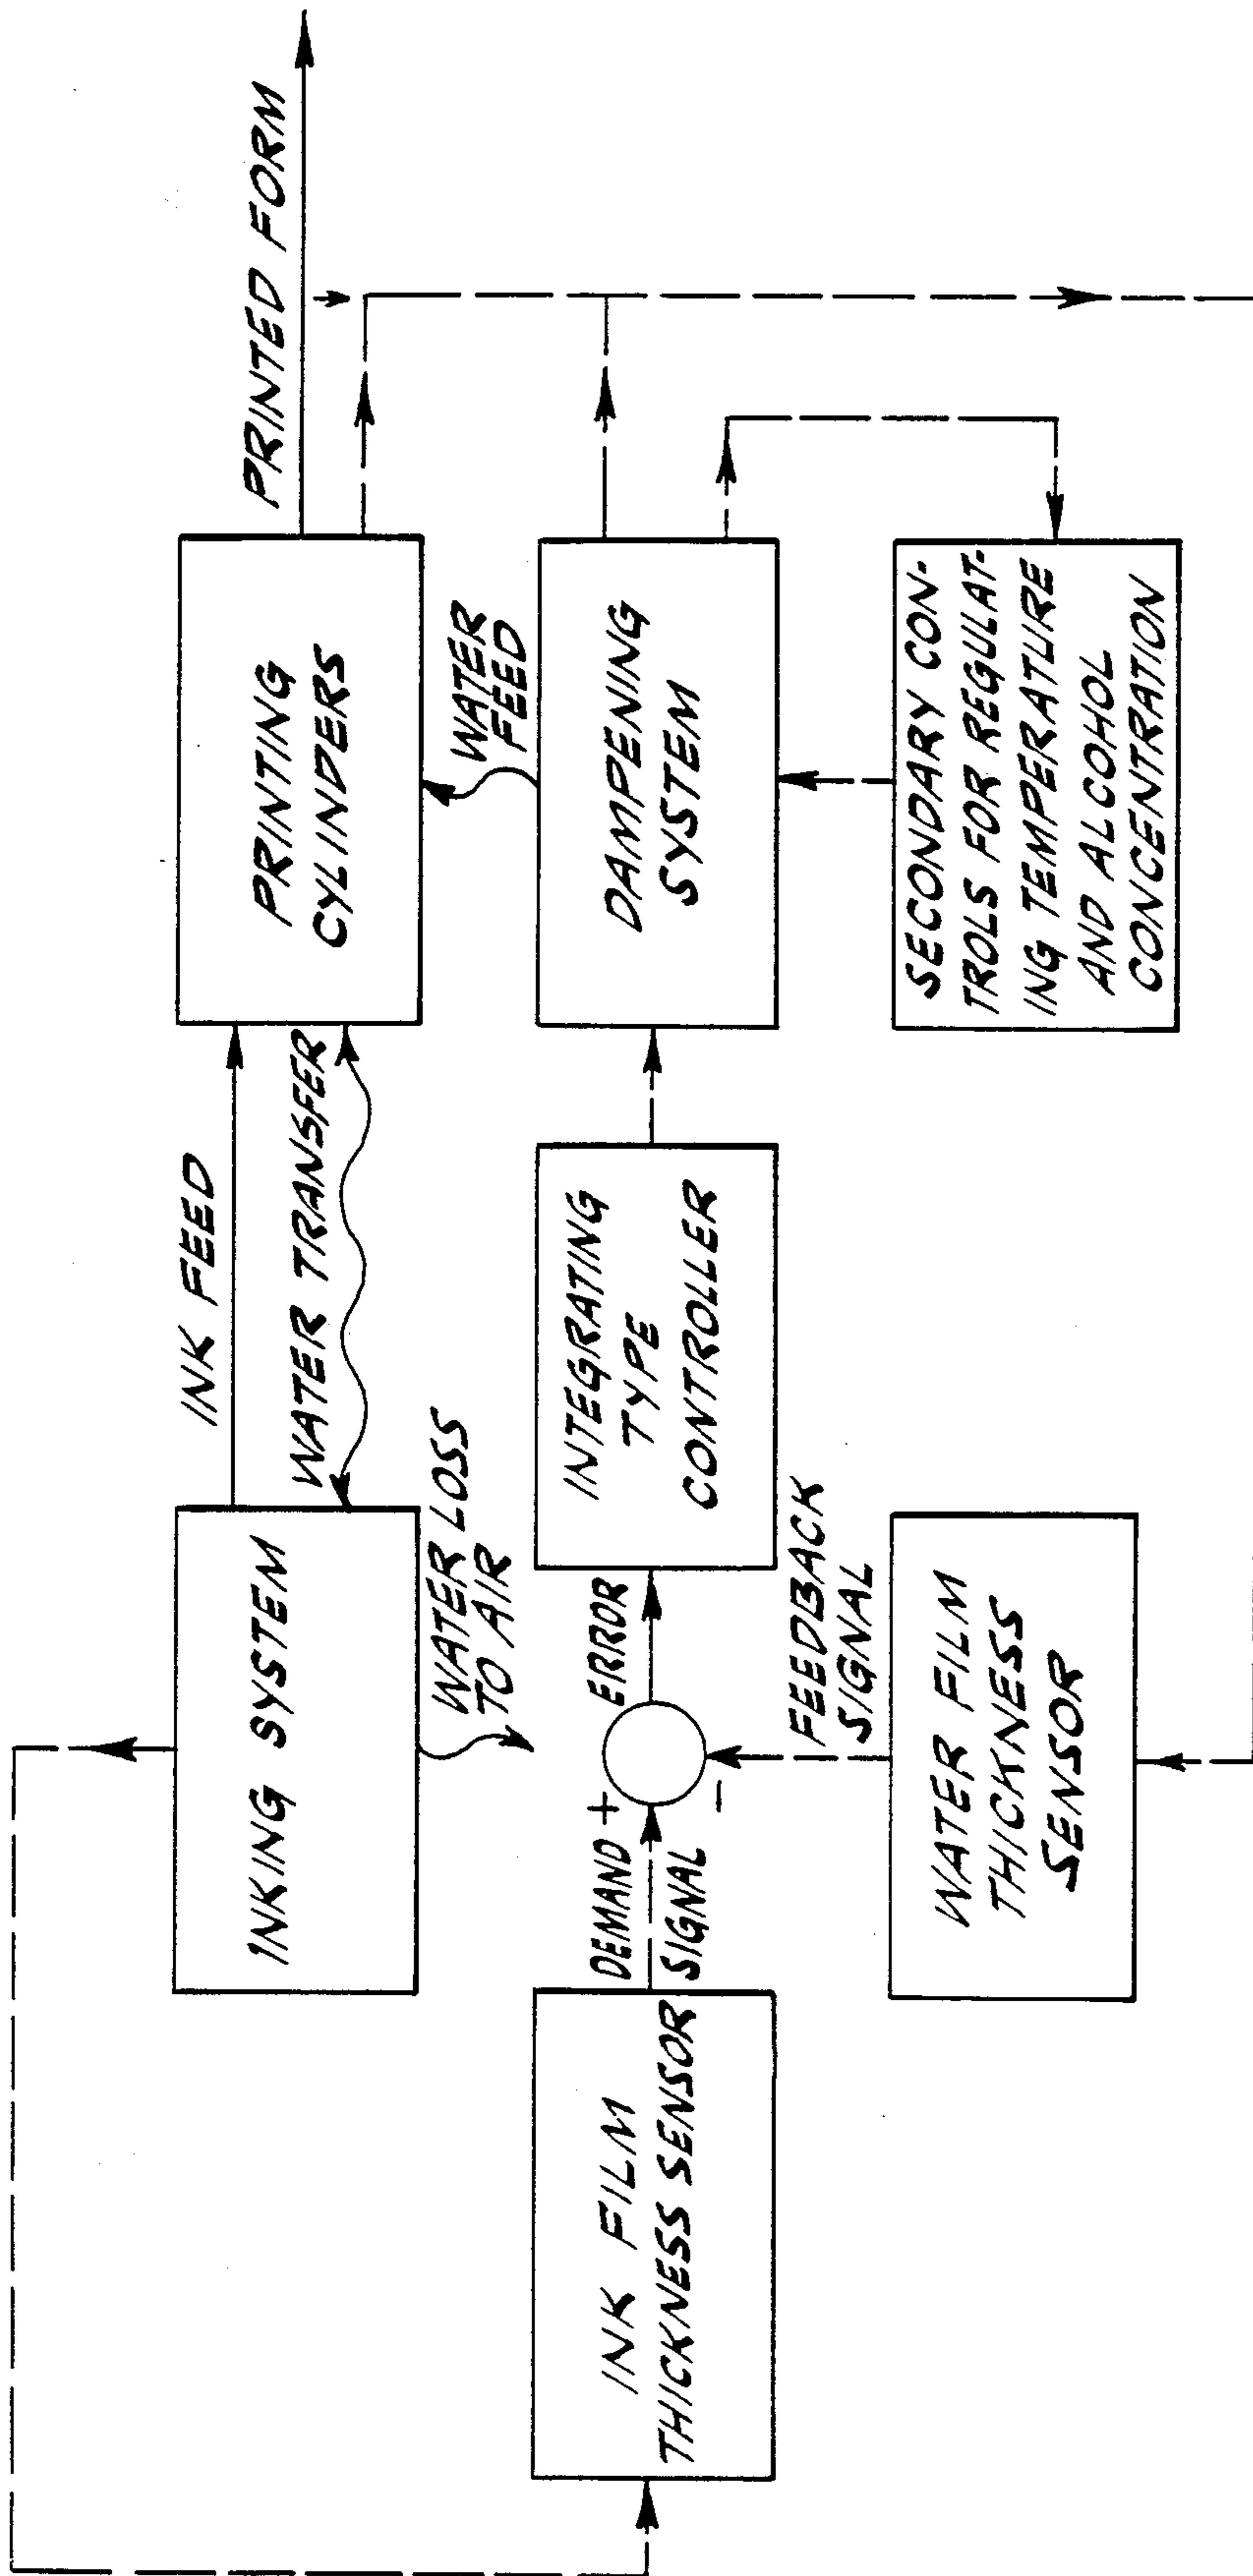 INKING SYSTEM
INK FEED
WATER TRANSFER
WATER LOSS
TO AIR
PRINTING
CYLINDERS
PRINTED FORM
WATER
FEED
INK FILM
THICKNESS SENSOR
DEMAND +
SIGNAL
-
ERROR
INTEGRATING
TYPE
CONTROLLER
DAMPENING
SYSTEM
FEEDBACK
SIGNAL
WATER FILM
THICKNESS
SENSOR
SECONDARY CON-
TROLS FOR REGULAT-
ING TEMPERATURE
AND ALCOHOL
CONCENTRATION